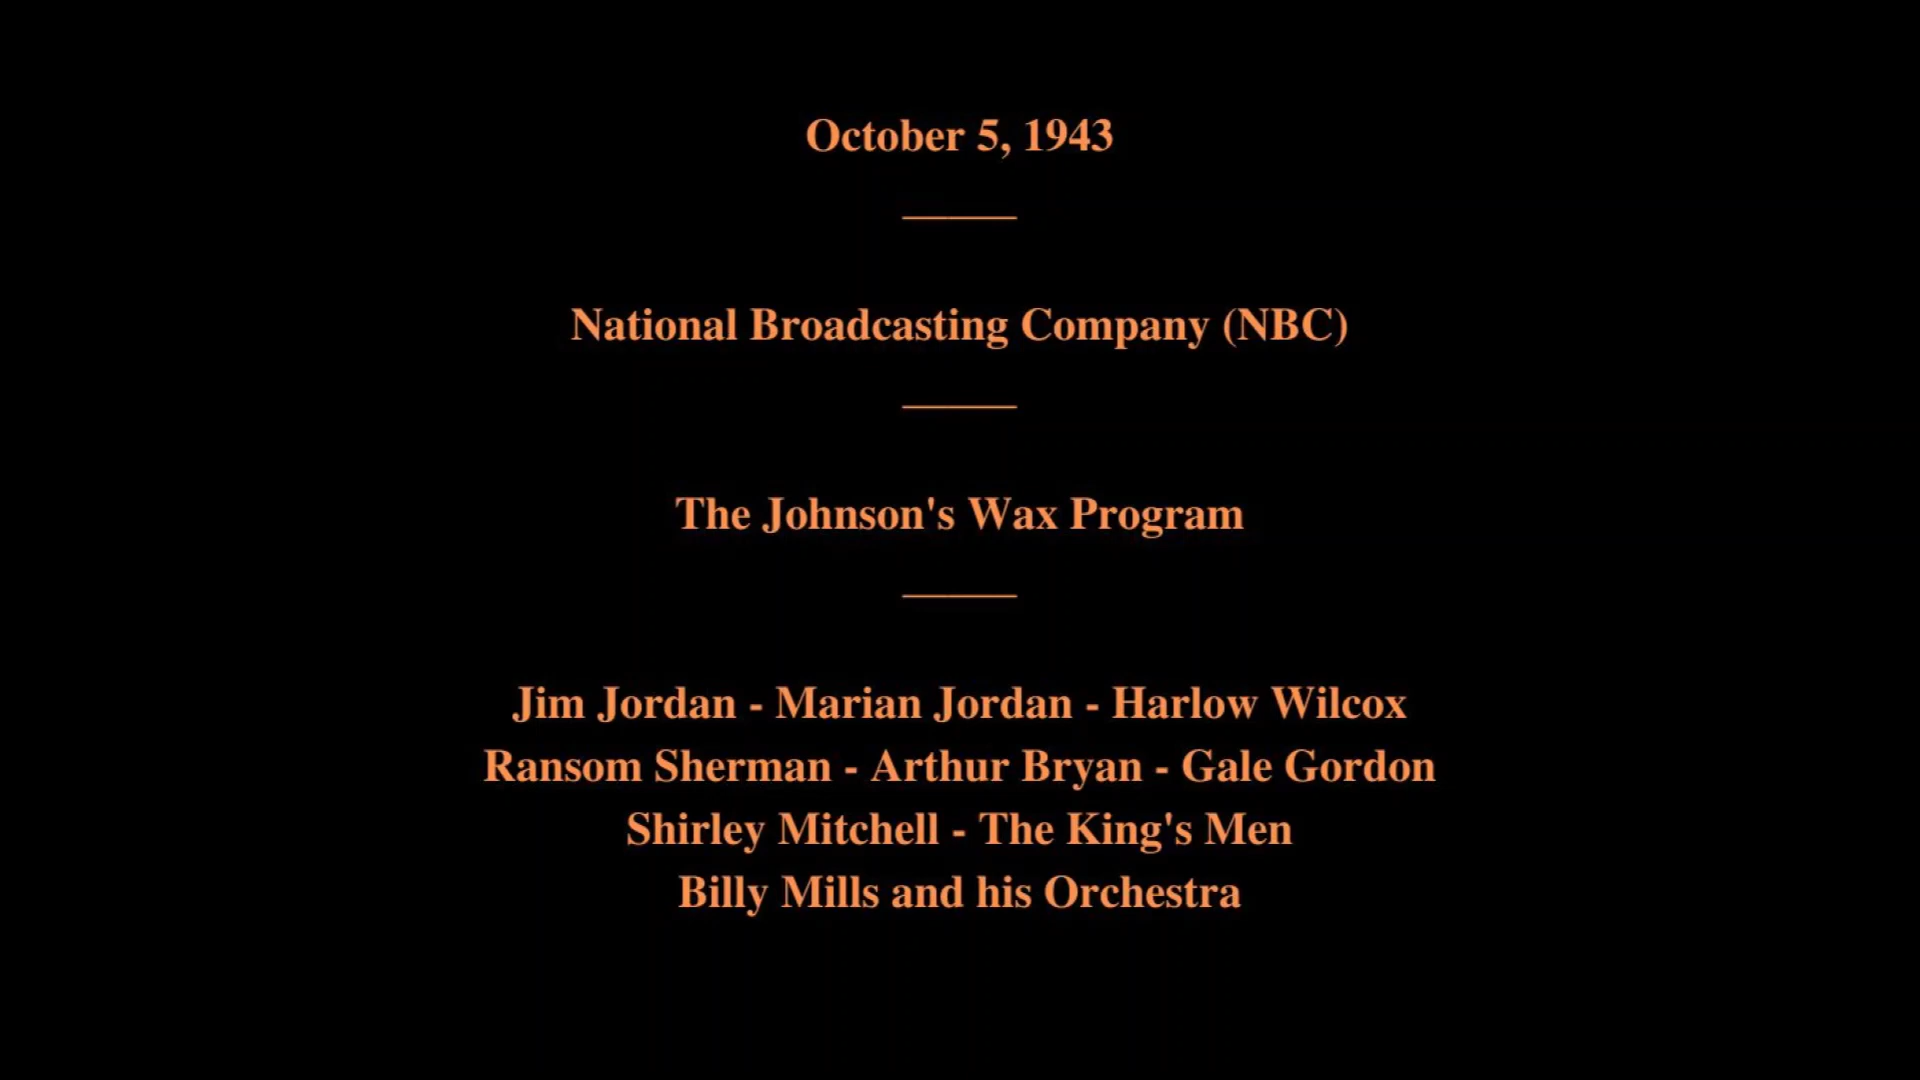 October 5, 1943
National Broadcasting Company (NBC)
The Johnson's Wax Program
Jim Jordan - Marian Jordan - Harlow Wilcox
Ransom Sherman - Arthur Bryan - Gale Gordon
Shirley Mitchell - The King's Men
Billy Mills and his Orchestra